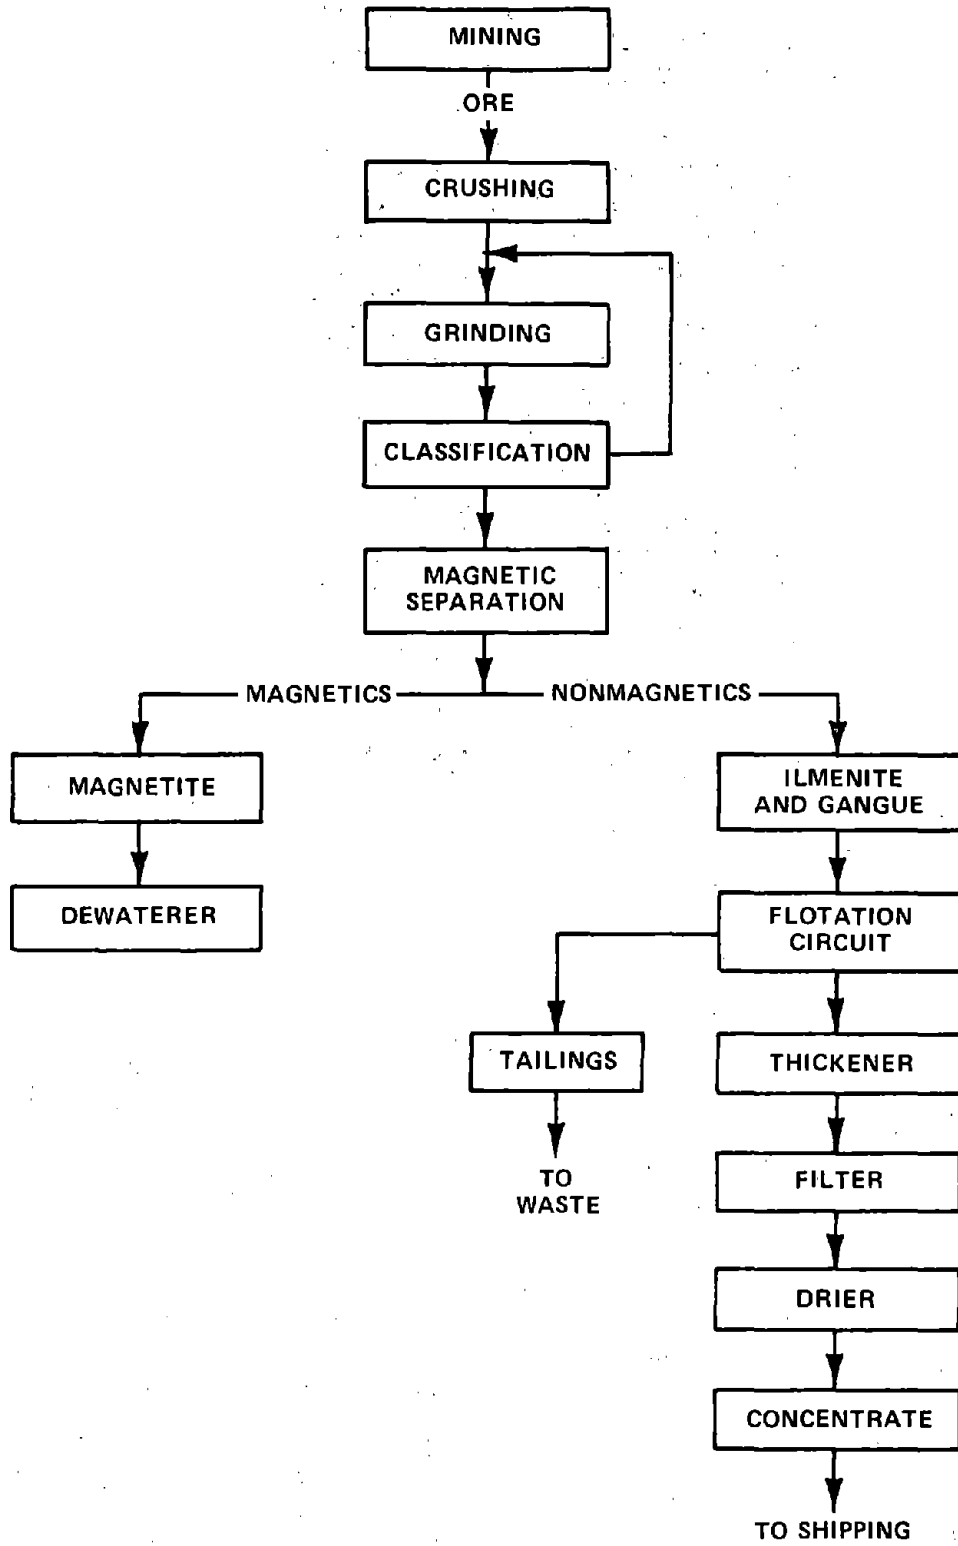 MINING
ORE
CRUSHING
GRINDING
CLASSIFICATION
MAGNETIC
SEPARATION
MAGNETICS
NONMAGNETICS
MAGNETITE
ILMENITE
AND GANGUE
DEWATERER
FLOTATION
CIRCUIT
TAILINGS
THICKENER
TO
WASTE
FILTER
DRIER
CONCENTRATE
TO SHIPPING